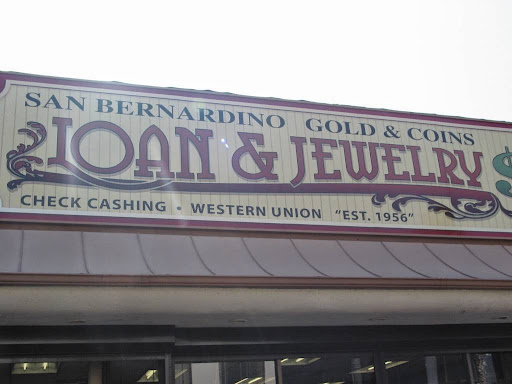 SAN BERNARDINO GOLD & COINS
LOAN & JEWELRY $
CHECK CASHING - WESTERN UNION "EST. 1956"